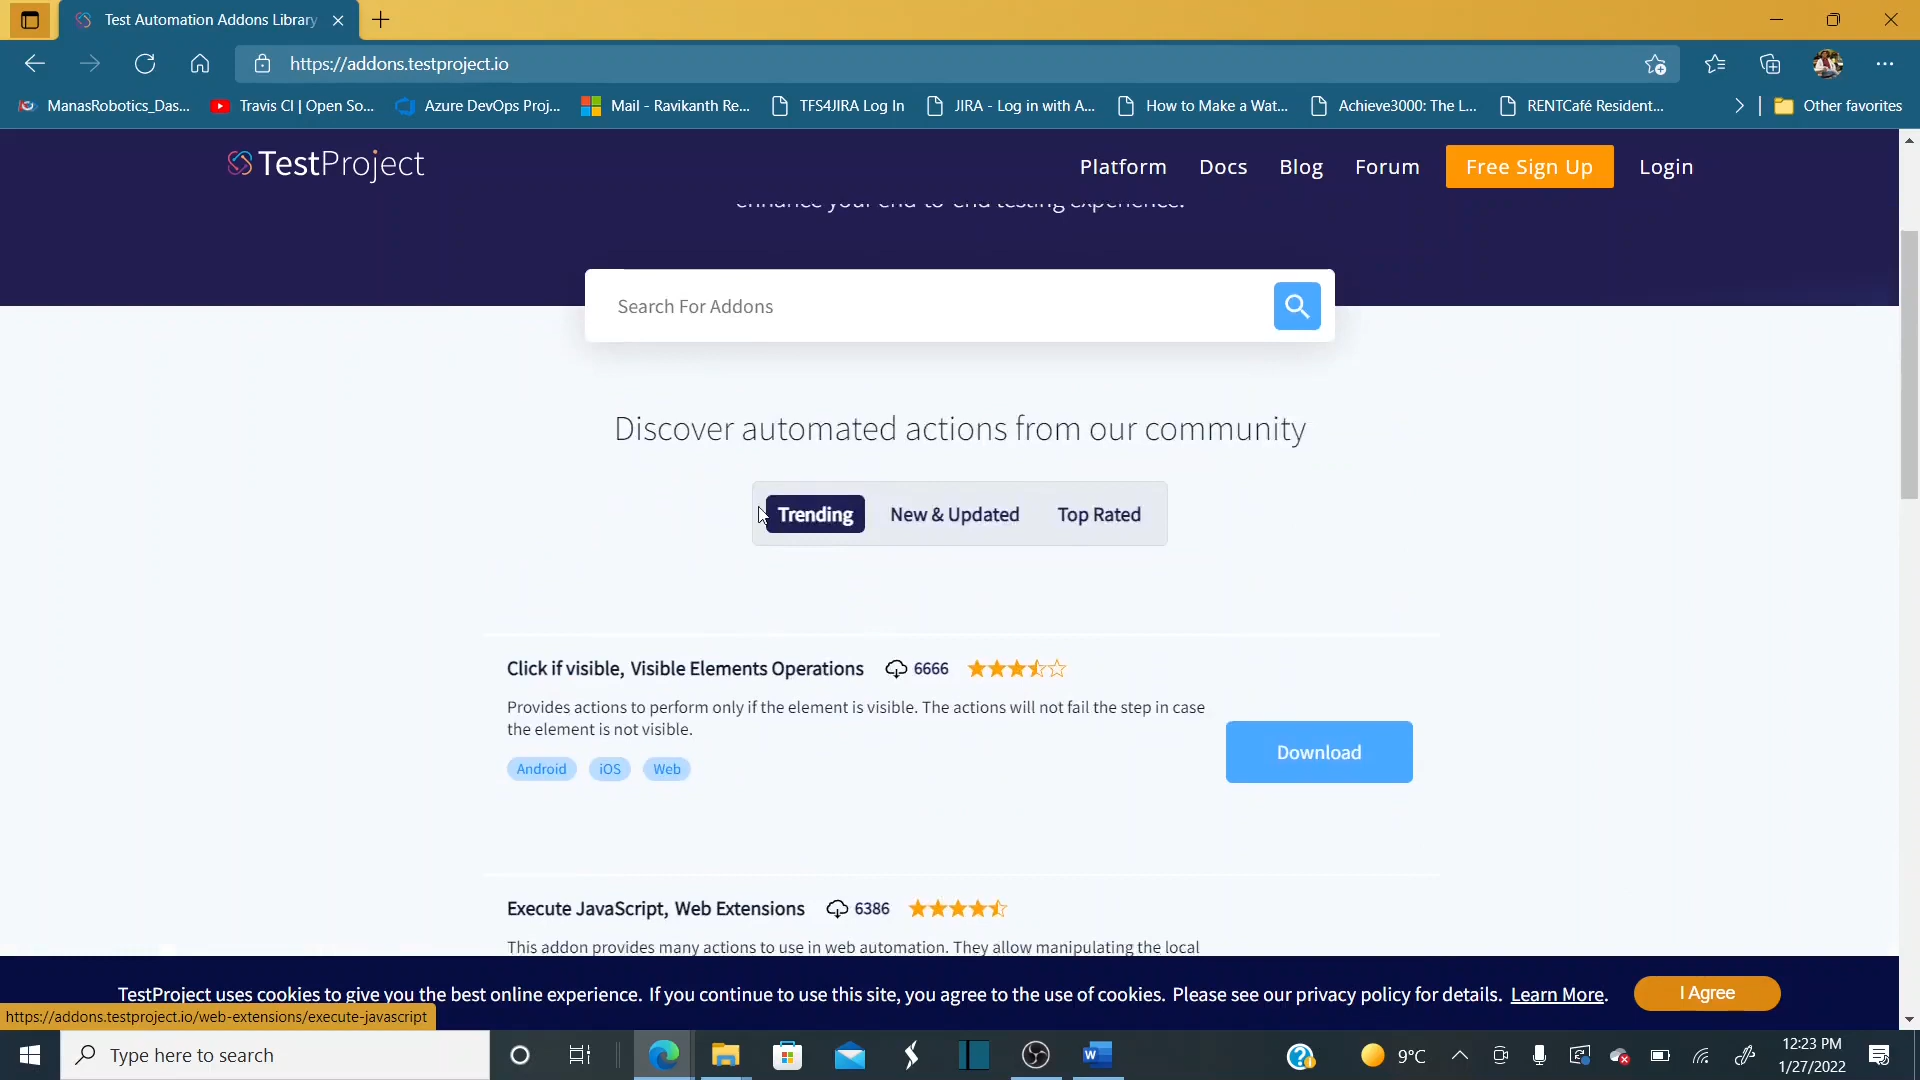 Test Automation Addons Library
https://addons.testproject.io
ManasRobotics_Das...
Travis CI | Open So...
Azure DevOps Proj...
Mail - Ravikanth Re...
TFS4JIRA Log In
JIRA - Log in with A...
How to Make a Wat...
Achieve3000: The L...
RENTCafé Resident...
Other favorites
TestProject
Platform
Docs
Blog
Forum
Free Sign Up
Login
enhance your end-to-end testing experience.
Search For Addons
Discover automated actions from our community
Trending
New & Updated
Top Rated
Click if visible, Visible Elements Operations
6666
Provides actions to perform only if the element is visible. The actions will not fail the step in case
the element is not visible.
Android
iOS
Web
Download
Execute JavaScript, Web Extensions
6386
This addon provides many actions to use in web automation. They allow manipulating the local
TestProject uses cookies to give you the best online experience. If you continue to use this site, you agree to the use of cookies. Please see our privacy policy for details. Learn More.
I Agree
https://addons.testproject.io/web-extensions/execute-javascript
Type here to search
9°C
12:23 PM
1/27/2022